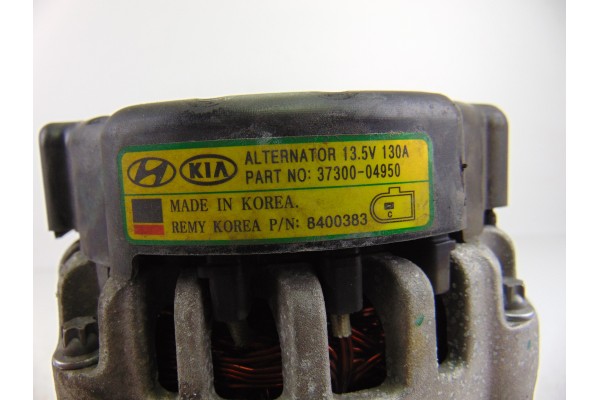 KIA ALTERNATOR 13.5V 130A
PART NO: 37300-04950
MADE IN KOREA.
REMY KOREA P/N: 8400383
C